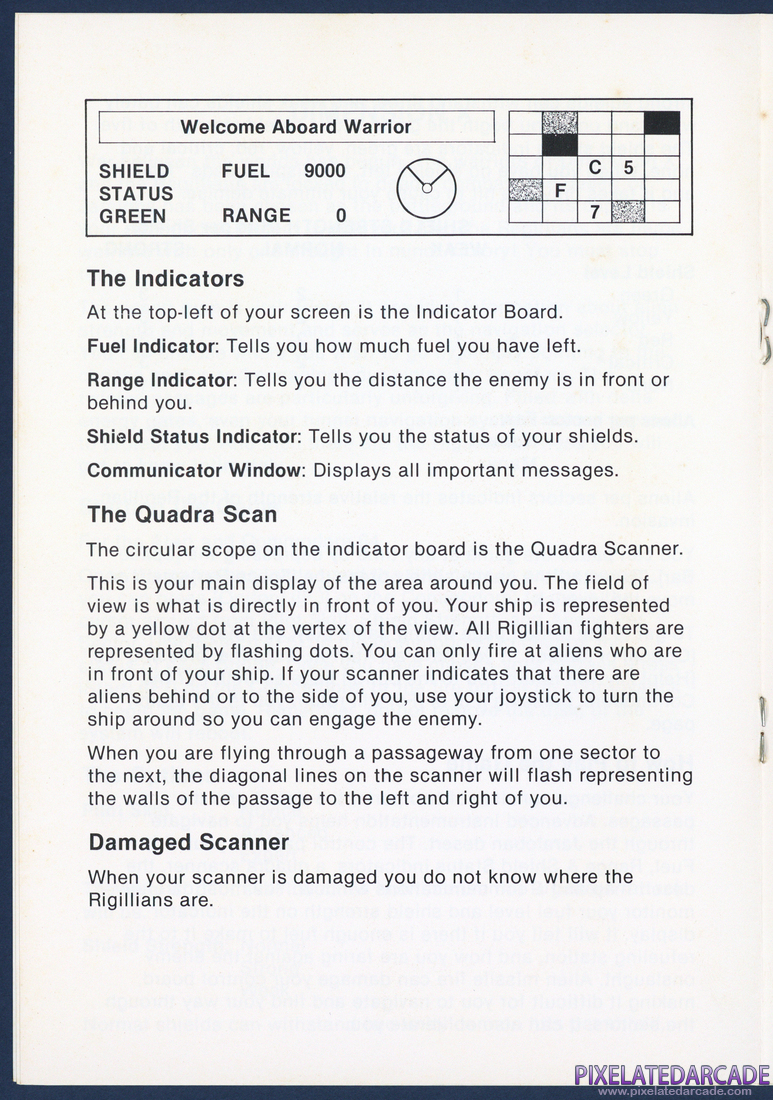 Welcome Aboard Warrior
SHIELD FUEL 9000
STATUS
GREEN RANGE 0
C 5
F
7
The Indicators
At the top-left of your screen is the Indicator Board.
Fuel Indicator: Tells you how much fuel you have left.
Range Indicator: Tells you the distance the enemy is in front or
behind you.
Shield Status Indicator: Tells you the status of your shields.
Communicator Window: Displays all important messages.
The Quadra Scan
The circular scope on the indicator board is the Quadra Scanner.
This is your main display of the area around you. The field of
view is what is directly in front of you. Your ship is represented
by a yellow dot at the vertex of the view. All Rigillian fighters are
represented by flashing dots. You can only fire at aliens who are
in front of your ship. If your scanner indicates that there are
aliens behind or to the side of you, use your joystick to turn the
ship around so you can engage the enemy.
When you are flying through a passageway from one sector to
the next, the diagonal lines on the scanner will flash representing
the walls of the passage to the left and right of you.
Damaged Scanner
When your scanner is damaged you do not know where the
Rigillians are.
PIXELATEDARCADE
www.pixelatedarcade.com